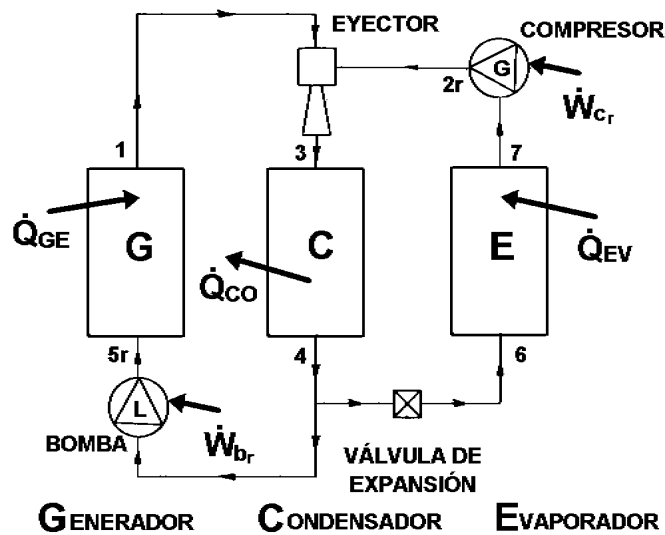 EYECTOR
COMPRESOR
G
2r
Ẇcr
1
3
7
Q̇GE
G
C
E
Q̇CO
Q̇EV
5r
4
6
L
BOMBA
Ẇbr
VÁLVULA DE
EXPANSIÓN
GENERADOR CONDENSADOR EVAPORADOR